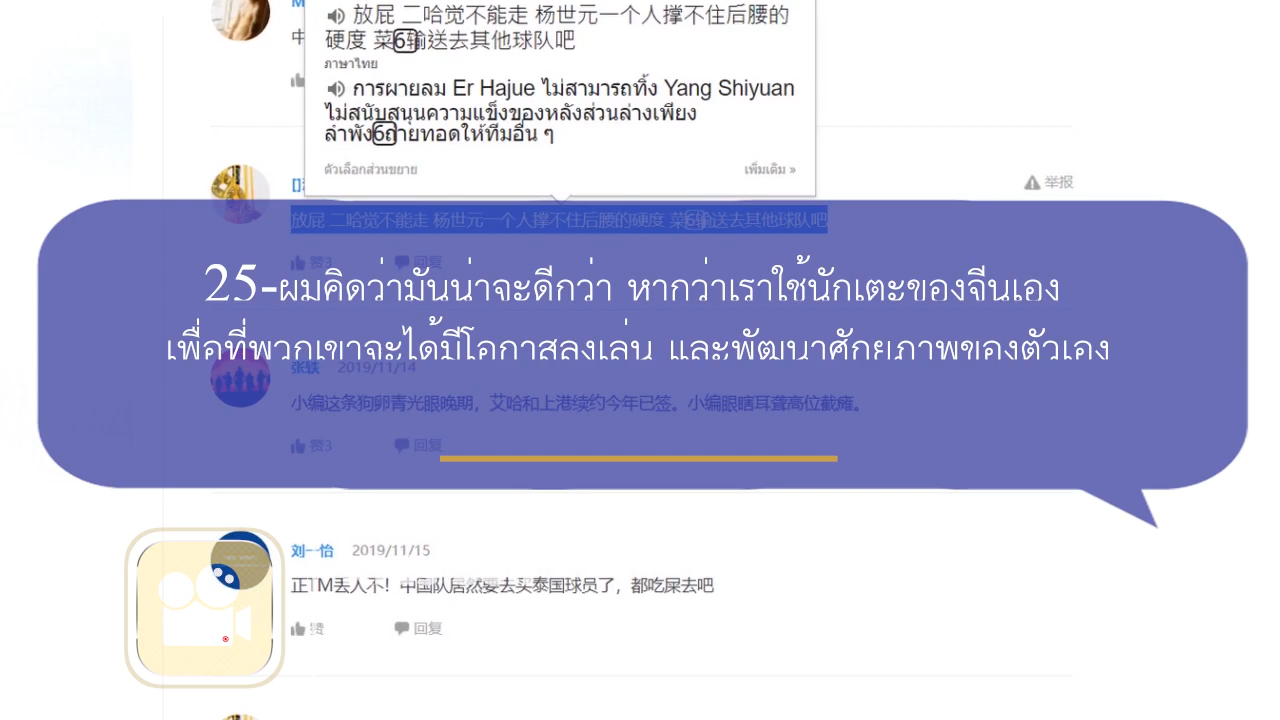 中
放屁 二哈觉不能走 杨世元一个人撑不住后腰的
硬度 菜6输送去其他球队吧
ภาษาไทย
การผายลม Er Hajue ไม่สามารถทิ้ง Yang Shiyuan
ไม่สนับสนุนความแข็งของหลังส่วนล่างเพียง
ลำพัง6ถ่ายทอดให้ทีมอื่น ๆ
ตัวเลือกส่วนขยาย เพิ่มเติม »
举报
放屁 二哈觉不能走 杨世元一个人撑不住后腰的硬度 菜6输送去其他球队吧
赞3 回复
25-ผมคิดว่ามันน่าจะดีกว่า หากว่าเราใช้นักเตะของจีนเอง
เพื่อที่พวกเขาจะได้มีโอกาสลงเล่น และพัฒนาศักยภาพของตัวเอง
张轶 2019/11/14
小编这条狗卵青光眼晚期，艾哈和上港续约今年已签。小编眼瞎耳聋高位截瘫。
赞3 回复
刘一怡 2019/11/15
正TM丢人不！中国队居然要去买泰国球员了，都吃屎去吧
赞 回复